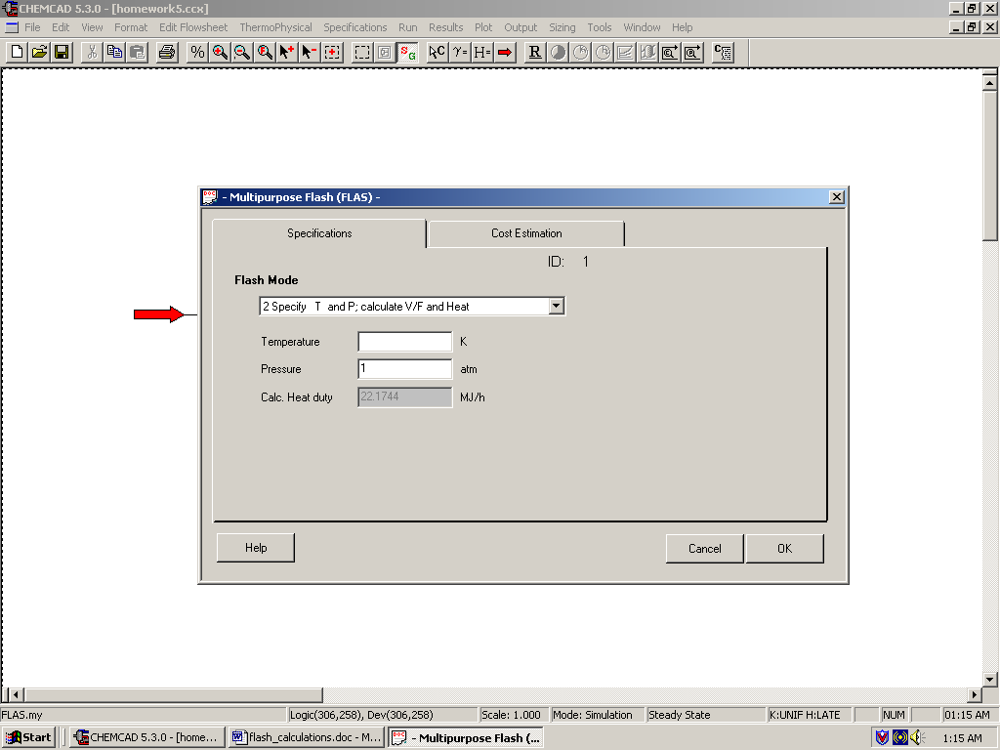 CHEMCAD 5.3.0 - [homework5.ccx]
File Edit View Format Edit Flowsheet ThermoPhysical Specifications Run Results Plot Output Sizing Tools Window Help
% S G C γ= H= R C
- Multipurpose Flash (FLAS) -
Specifications Cost Estimation
ID: 1
Flash Mode
2 Specify T and P; calculate V/F and Heat
Temperature K
Pressure 1 atm
Calc. Heat duty 22.1744 MJ/h
Help Cancel OK
FLAS.my Logic(306,258), Dev(306,258) Scale: 1.000 Mode: Simulation Steady State K:UNIF H:LATE NUM 01:15 AM
Start CHEMCAD 5.3.0 - [home... flash_calculations.doc - M... - Multipurpose Flash (... 1:15 AM